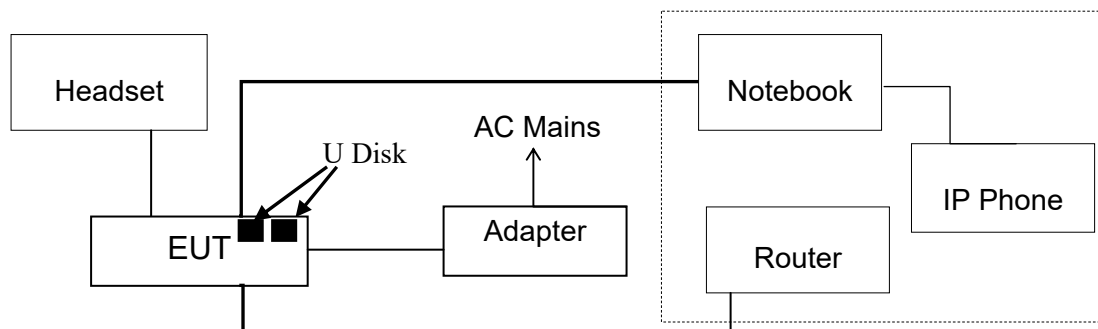 Headset
Notebook
AC Mains
U Disk
IP Phone
EUT
Adapter
Router